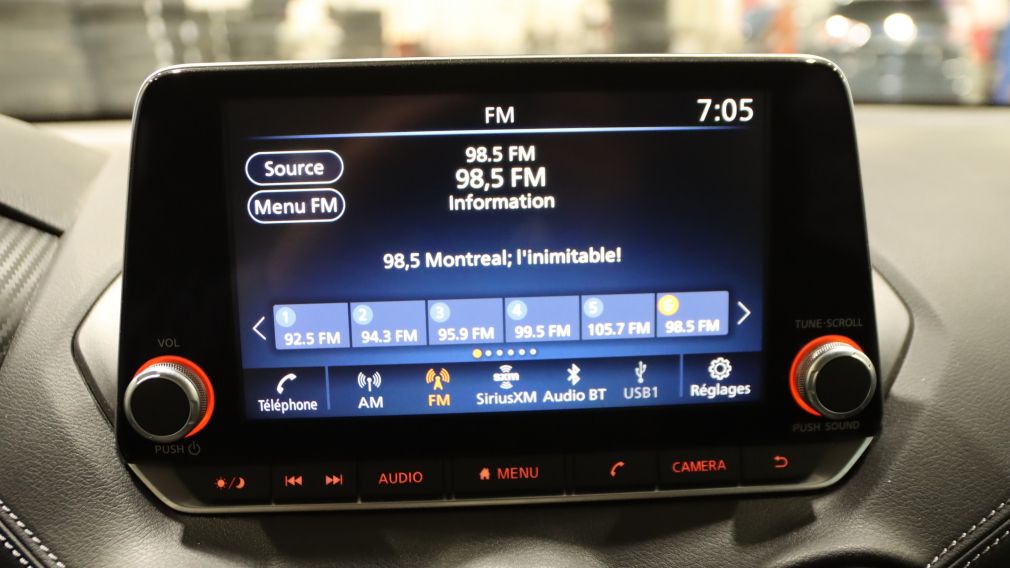 FM
7:05
Source
Menu FM
98.5 FM
98,5 FM
Information
98,5 Montreal; l'inimitable!
1 2 3 4 5 6
92.5 FM 94.3 FM 95.9 FM 99.5 FM 105.7 FM 98.5 FM
Téléphone AM FM SiriusXM Audio BT USB1 Réglages
sxm
VOL
PUSH
TUNE·SCROLL
PUSH SOUND
AUDIO MENU CAMERA